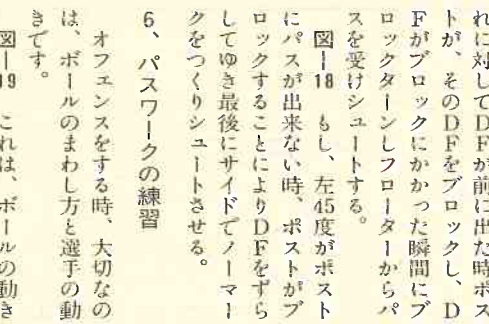 れに対してDFが前に出た時ポス
トが、そのDFをブロックし、D
Fがブロックにかかった瞬間にブ
ロックターンしフローターからパ
スを受けシュートする。
図—18　もし、左45度がポスト
にパスが出来ない時、ポストがブ
ロックすることによりDFをずら
してゆき最後にサイドでノーマー
クをつくりシュートさせる。
6、パスワークの練習
オフェンスをする時、大切なの
は、ボールのまわし方と選手の動
きです。
図—19　これは、ボールの動き